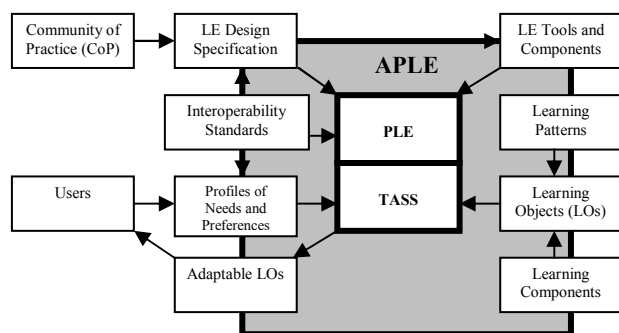 Community of
Practice (CoP)
LE Design
Specification
LE Tools and
Components
APLE
Interoperability
Standards
PLE
Learning
Patterns
Users
Profiles of
Needs and
Preferences
TASS
Learning
Objects (LOs)
Adaptable LOs
Learning
Components